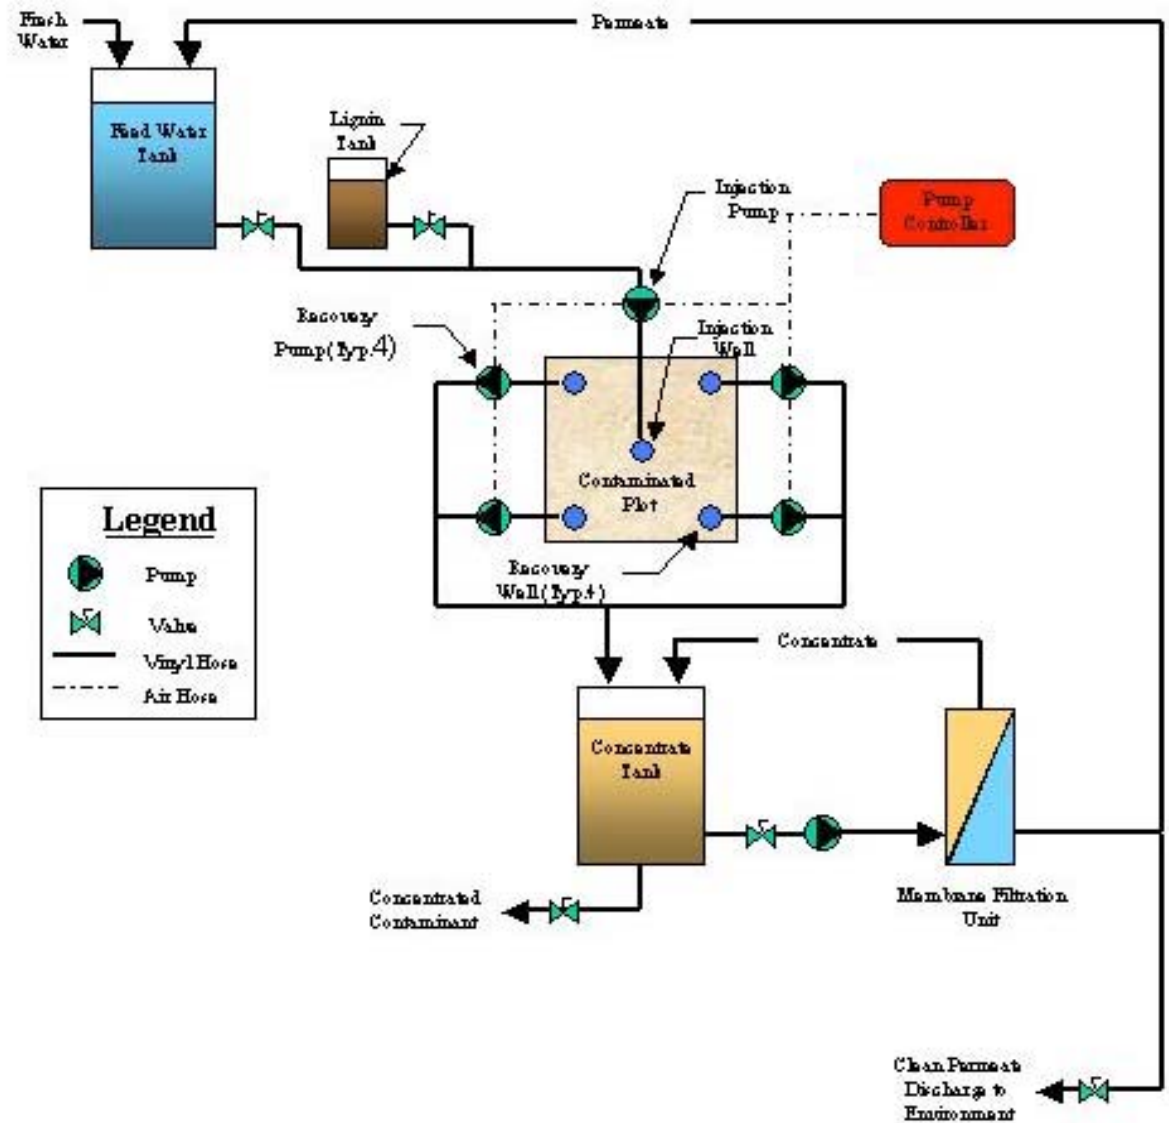 Fresh
Water
Permeate
Feed Water
Tank
Lignin
Tank
Injection
Pump
Pump
Controller
Recovery
Pump(Typ.4)
Injection
Well
Contaminated
Plot
Recovery
Well(Typ.4)
Legend
Pump
Valve
Vinyl Hose
Air Hose
Concentrate
Concentrate
Tank
Concentrated
Contaminant
Membrane Filtration
Unit
Clean Permeate
Discharge to
Environment